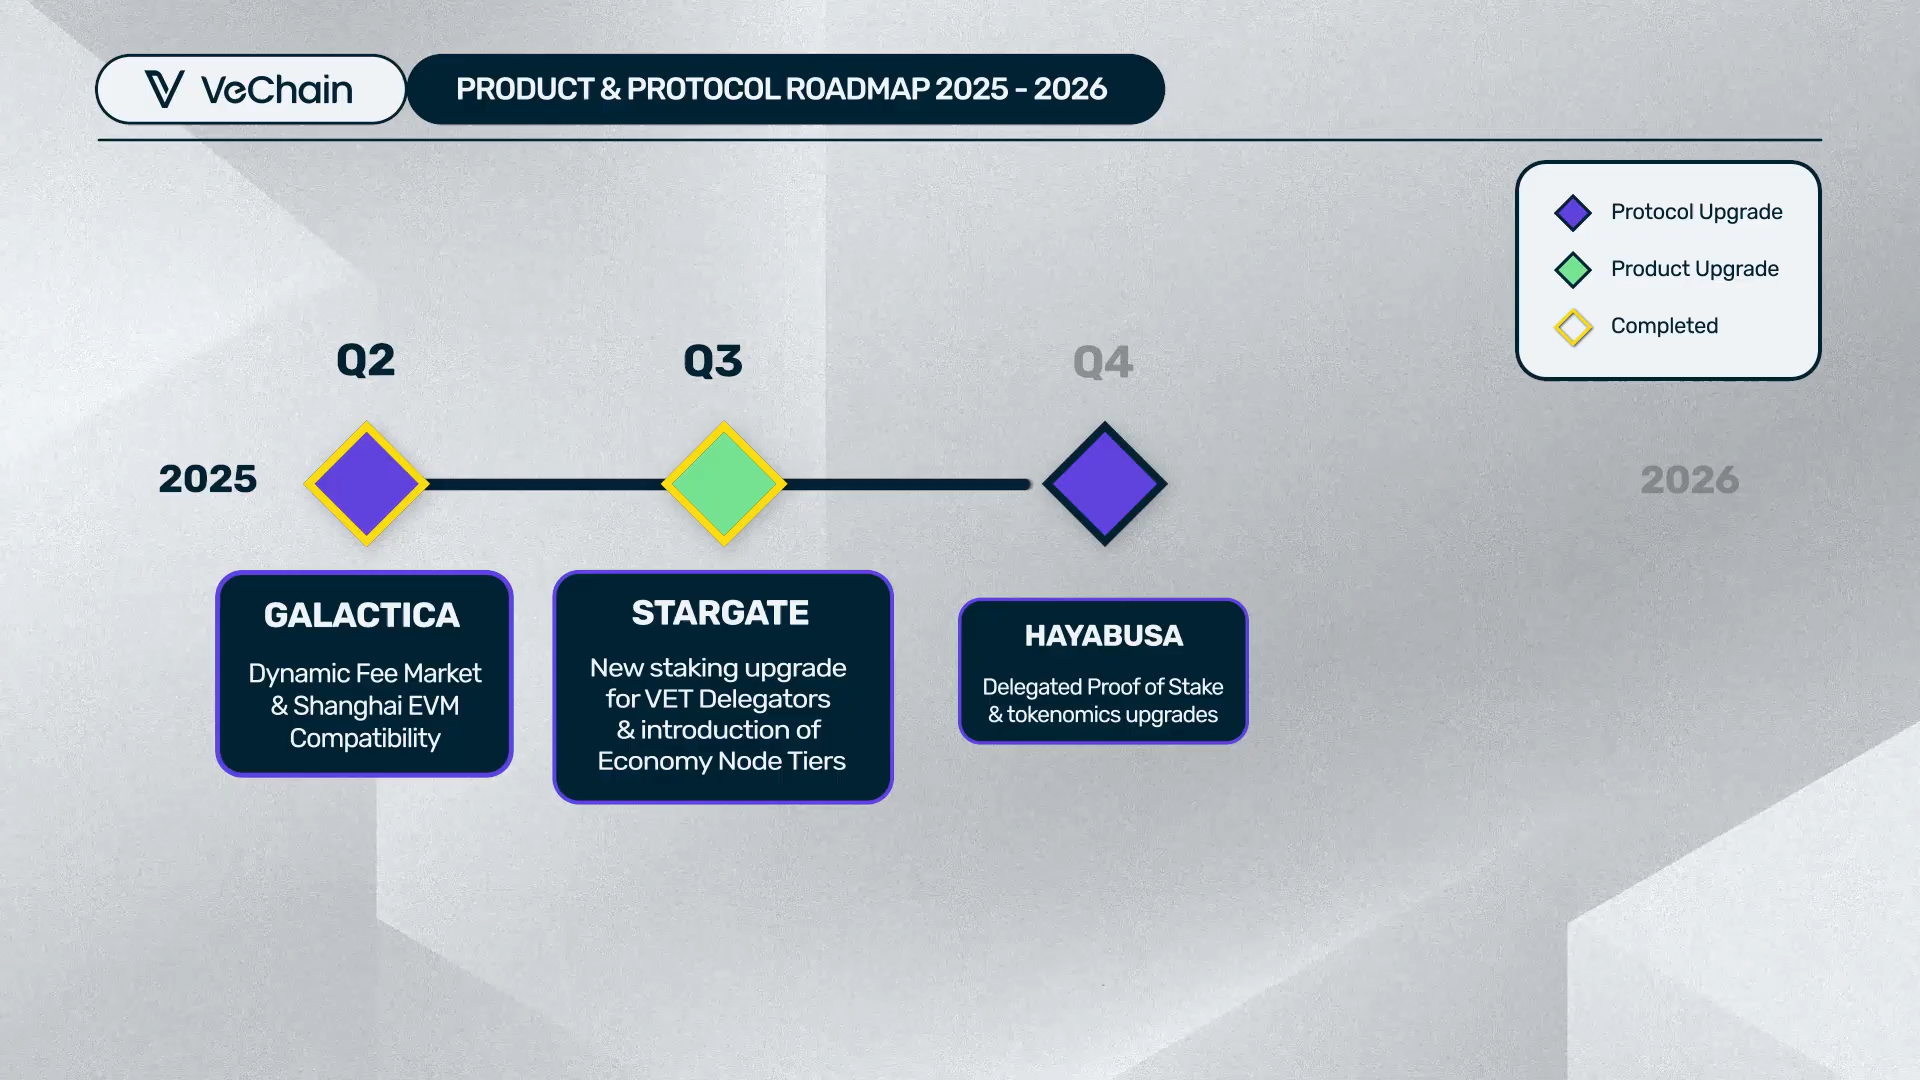 VeChain
PRODUCT & PROTOCOL ROADMAP 2025 - 2026
Protocol Upgrade
Product Upgrade
Completed
Q2
Q3
Q4
2025
2026
GALACTICA
Dynamic Fee Market
& Shanghai EVM
Compatibility
STARGATE
New staking upgrade
for VET Delegators
& introduction of
Economy Node Tiers
HAYABUSA
Delegated Proof of Stake
& tokenomics upgrades